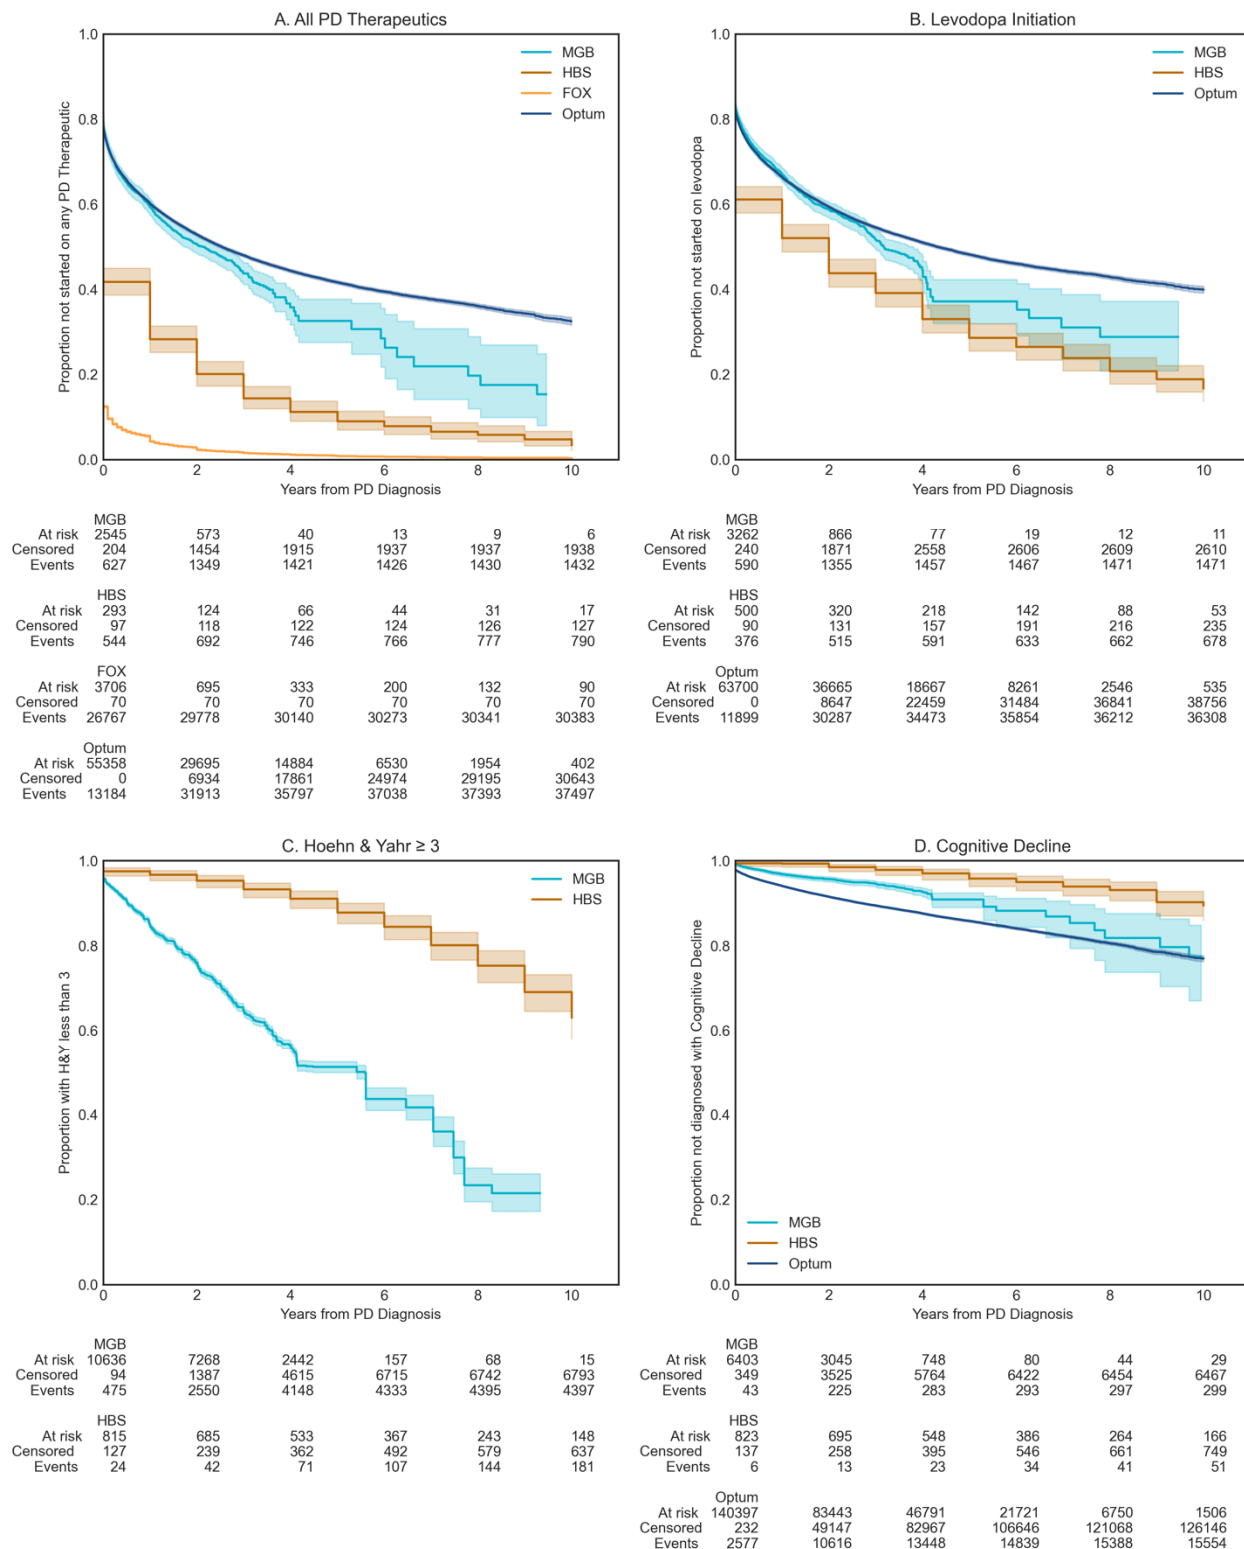 A. All PD Therapeutics
1.0
0.8
0.6
0.4
0.2
0.0
Proportion not started on any PD Therapeutic
MGB
HBS
FOX
Optum
0 2 4 6 8 10
Years from PD Diagnosis
MGB
At risk 2545 573 40 13 9 6
Censored 204 1454 1915 1937 1937 1938
Events 627 1349 1421 1426 1430 1432
HBS
At risk 293 124 66 44 31 17
Censored 97 118 122 124 126 127
Events 544 692 746 766 777 790
FOX
At risk 3706 695 333 200 132 90
Censored 70 70 70 70 70 70
Events 26767 29778 30140 30273 30341 30383
Optum
At risk 55358 29695 14884 6530 1954 402
Censored 0 6934 17861 24974 29195 30643
Events 13184 31913 35797 37038 37393 37497
B. Levodopa Initiation
1.0
0.8
0.6
0.4
0.2
0.0
Proportion not started on levodopa
MGB
HBS
Optum
0 2 4 6 8 10
Years from PD Diagnosis
MGB
At risk 3262 866 77 19 12 11
Censored 240 1871 2558 2606 2609 2610
Events 590 1355 1457 1467 1471 1471
HBS
At risk 500 320 218 142 88 53
Censored 90 131 157 191 216 235
Events 376 515 591 633 662 678
Optum
At risk 63700 36665 18667 8261 2546 535
Censored 0 8647 22459 31484 36841 38756
Events 11899 30287 34473 35854 36212 36308
C. Hoehn & Yahr ≥ 3
1.0
0.8
0.6
0.4
0.2
0.0
Proportion with H&Y less than 3
MGB
HBS
0 2 4 6 8 10
Years from PD Diagnosis
MGB
At risk 10636 7268 2442 157 68 15
Censored 94 1387 4615 6715 6742 6793
Events 475 2550 4148 4333 4395 4397
HBS
At risk 815 685 533 367 243 148
Censored 127 239 362 492 579 637
Events 24 42 71 107 144 181
D. Cognitive Decline
1.0
0.8
0.6
0.4
0.2
0.0
Proportion not diagnosed with Cognitive Decline
MGB
HBS
Optum
0 2 4 6 8 10
Years from PD Diagnosis
MGB
At risk 6403 3045 748 80 44 29
Censored 349 3525 5764 6422 6454 6467
Events 43 225 283 293 297 299
HBS
At risk 823 695 548 386 264 166
Censored 137 258 395 546 661 749
Events 6 13 23 34 41 51
Optum
At risk 140397 83443 46791 21721 6750 1506
Censored 232 49147 82967 106646 121068 126146
Events 2577 10616 13448 14839 15388 15554